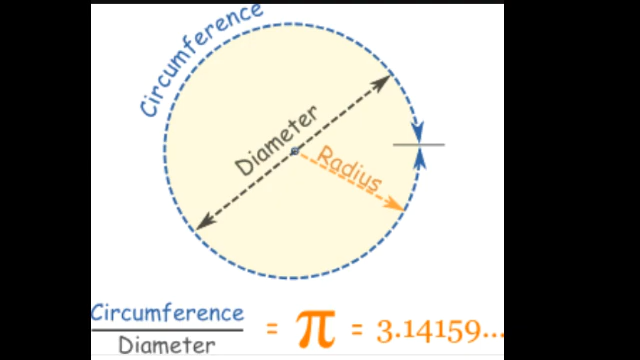 Circumference
Diameter
Radius
Circumference
Diameter
= π = 3.14159...